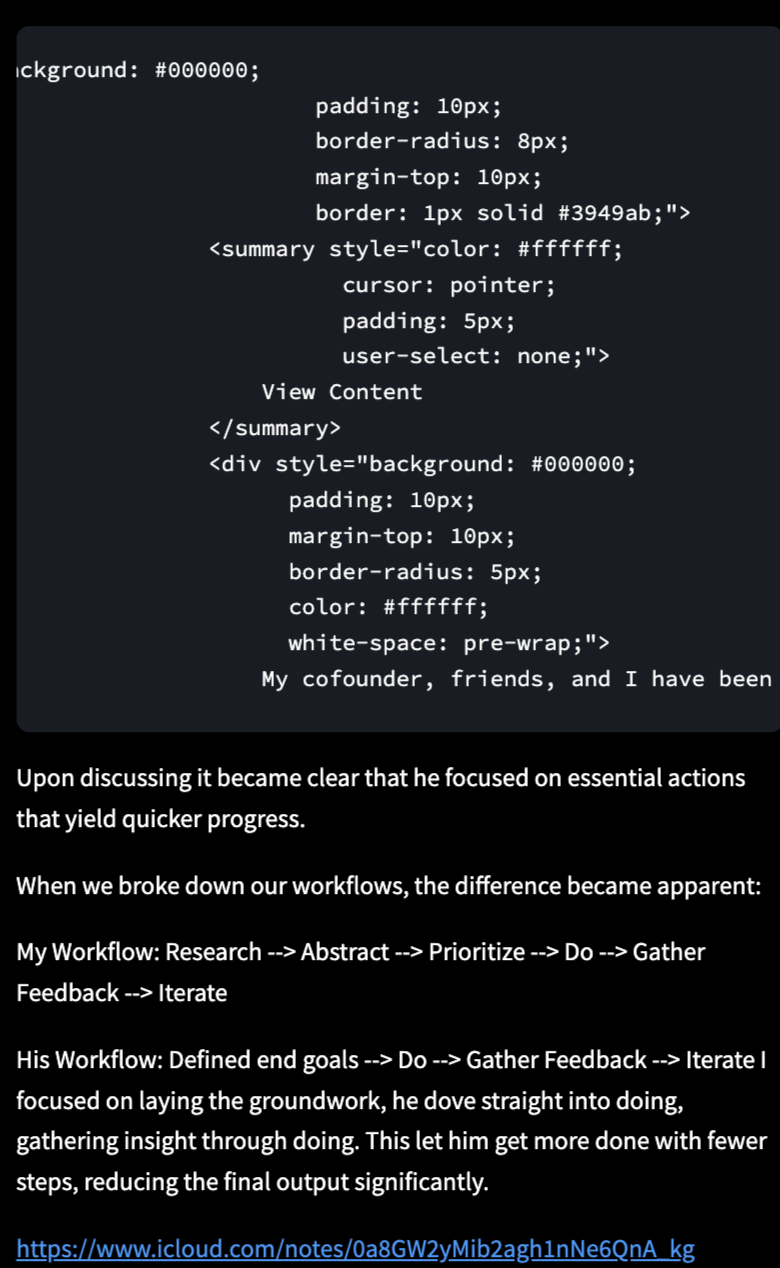 ackground: #000000;
padding: 10px;
border-radius: 8px;
margin-top: 10px;
border: 1px solid #3949ab;">
<summary style="color: #ffffff;
cursor: pointer;
padding: 5px;
user-select: none;">
View Content
</summary>
<div style="background: #000000;
padding: 10px;
margin-top: 10px;
border-radius: 5px;
color: #ffffff;
white-space: pre-wrap;">
My cofounder, friends, and I have been
Upon discussing it became clear that he focused on essential actions
that yield quicker progress.
When we broke down our workflows, the difference became apparent:
My Workflow: Research --> Abstract --> Prioritize --> Do --> Gather
Feedback --> Iterate
His Workflow: Defined end goals --> Do --> Gather Feedback --> Iterate I
focused on laying the groundwork, he dove straight into doing,
gathering insight through doing. This let him get more done with fewer
steps, reducing the final output significantly.
https://www.icloud.com/notes/0a8GW2yMib2agh1nNe6QnA_kg